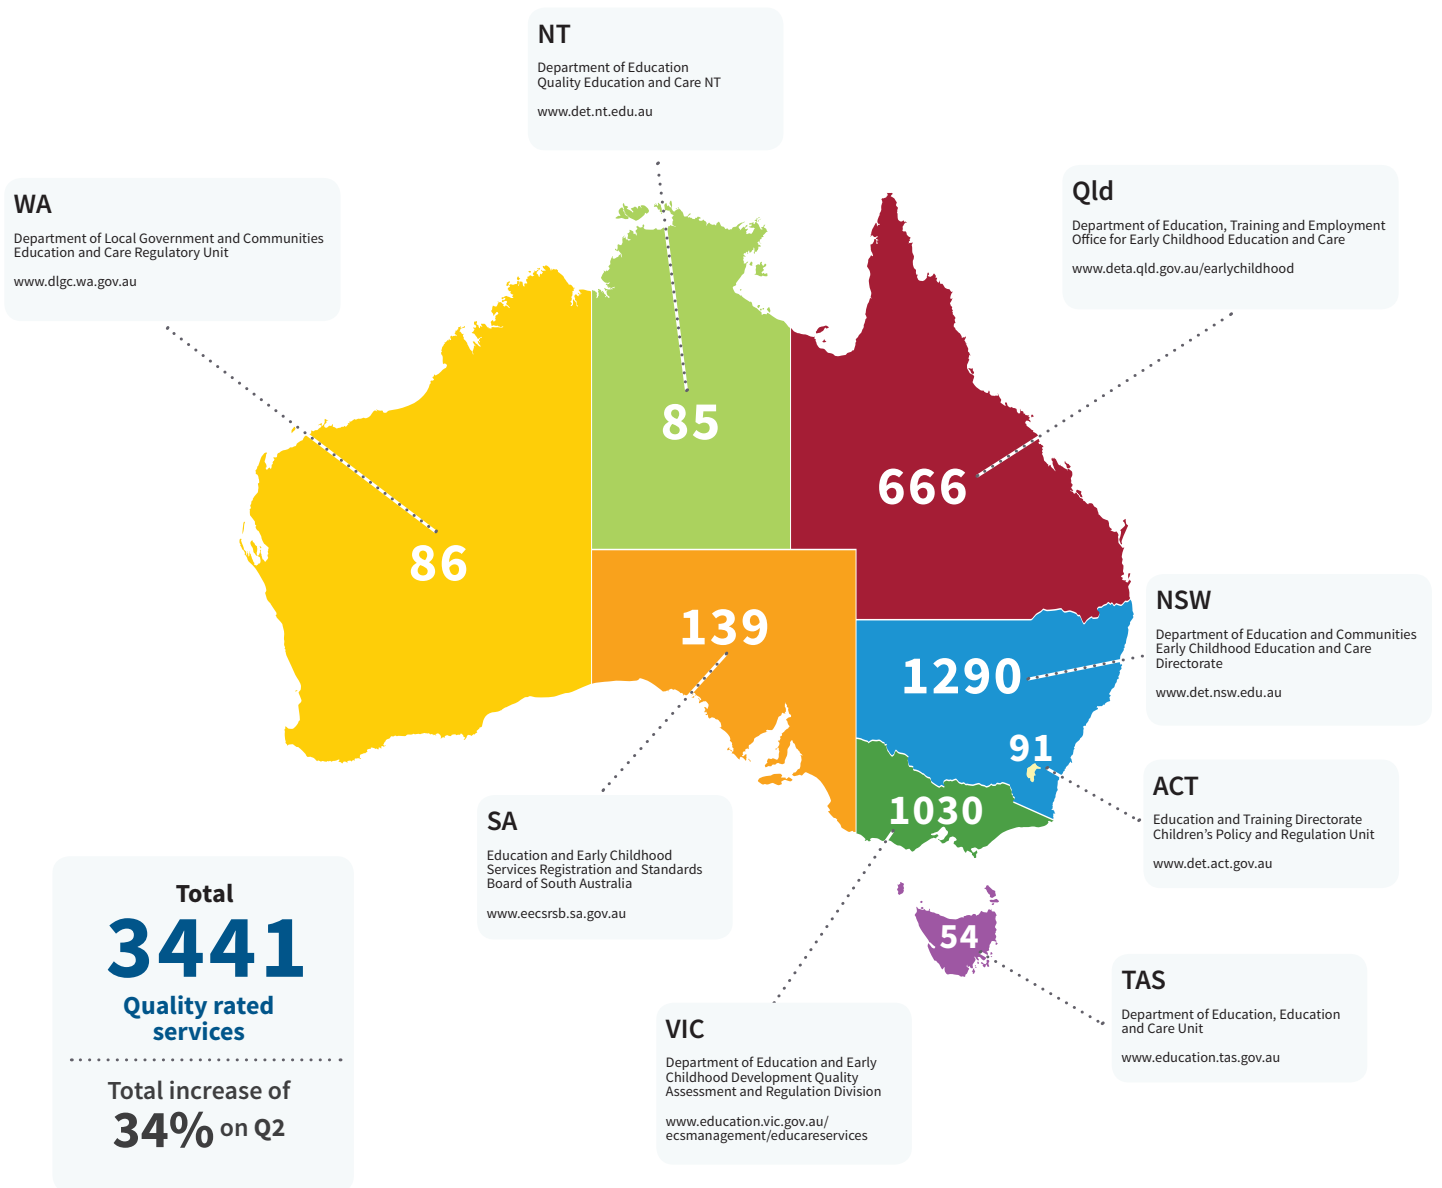 NT
Department of Education
Quality Education and Care NT
www.det.nt.edu.au
WA
Department of Local Government and Communities
Education and Care Regulatory Unit
www.dlgc.wa.gov.au
Qld
Department of Education, Training and Employment
Office for Early Childhood Education and Care
www.deta.qld.gov.au/earlychildhood
85
666
86
139
1290
91
1030
54
NSW
Department of Education and Communities
Early Childhood Education and Care
Directorate
www.det.nsw.edu.au
ACT
Education and Training Directorate
Children’s Policy and Regulation Unit
www.det.act.gov.au
SA
Education and Early Childhood
Services Registration and Standards
Board of South Australia
www.eecsrsb.sa.gov.au
Total
3441
Quality rated
services
Total increase of
34% on Q2
TAS
Department of Education, Education
and Care Unit
www.education.tas.gov.au
VIC
Department of Education and Early
Childhood Development Quality
Assessment and Regulation Division
www.education.vic.gov.au/
ecsmanagement/educareservices